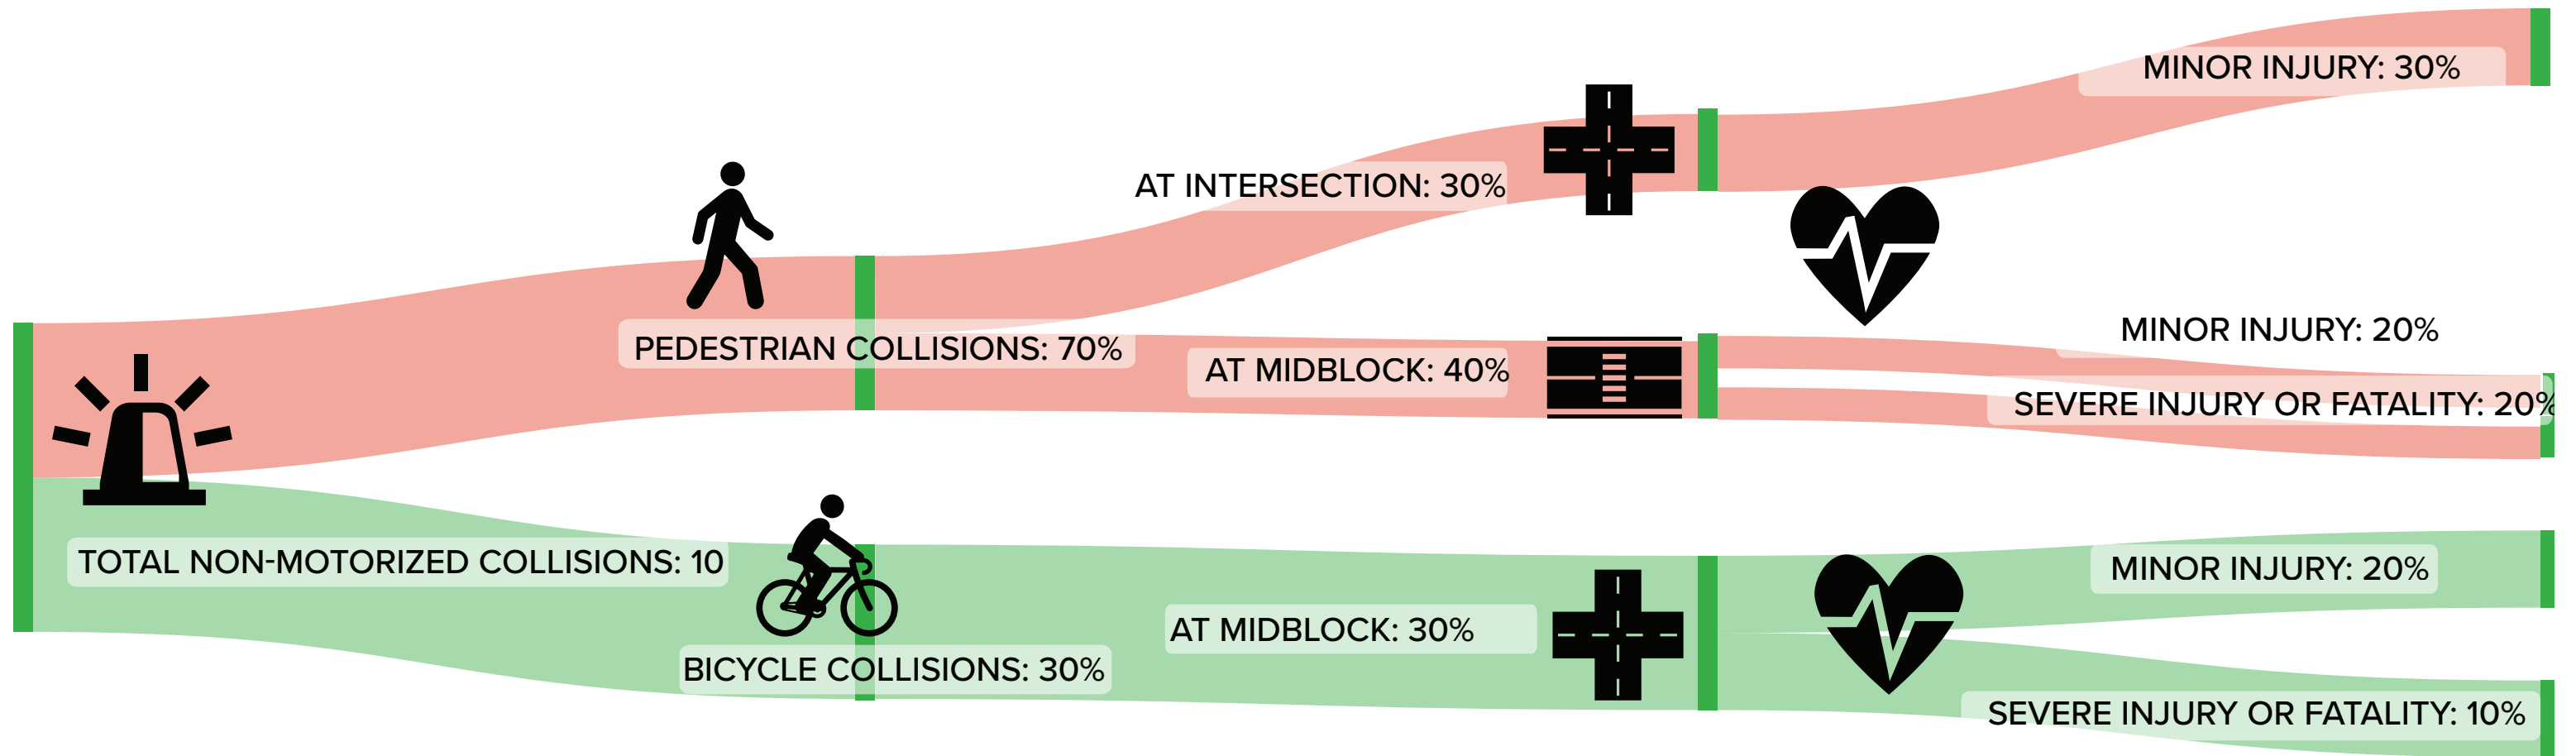 MINOR INJURY: 30%
AT INTERSECTION: 30%
MINOR INJURY: 20%
PEDESTRIAN COLLISIONS: 70%
AT MIDBLOCK: 40%
SEVERE INJURY OR FATALITY: 20%
TOTAL NON-MOTORIZED COLLISIONS: 10
MINOR INJURY: 20%
AT MIDBLOCK: 30%
BICYCLE COLLISIONS: 30%
SEVERE INJURY OR FATALITY: 10%